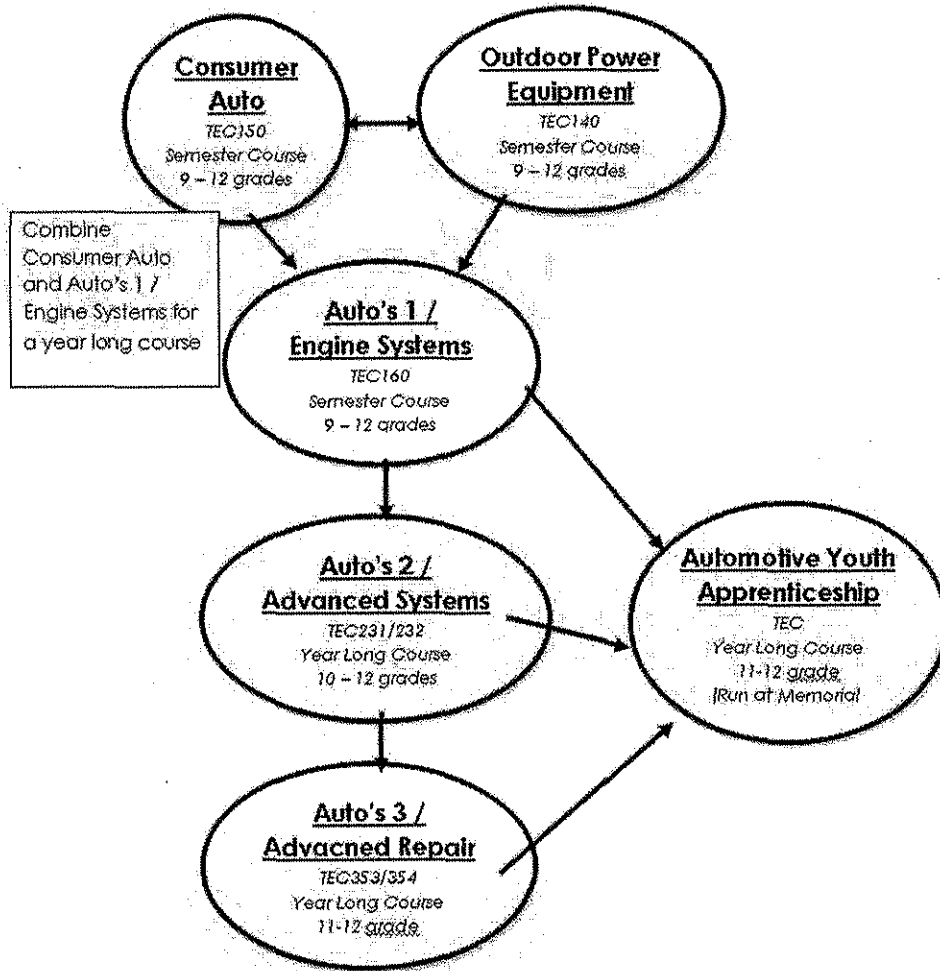 Consumer
Auto
TEC150
Semester Course
9 – 12 grades
Outdoor Power
Equipment
TEC140
Semester Course
9 – 12 grades
Combine
Consumer Auto
and Auto's 1 /
Engine Systems for
a year long course
Auto's 1 /
Engine Systems
TEC160
Semester Course
9 – 12 grades
Auto's 2 /
Advanced Systems
TEC231/232
Year Long Course
10 – 12 grades
Automotive Youth
Apprenticeship
TEC
Year Long Course
11-12 grade
(Run at Memorial
Auto's 3 /
Advacned Repair
TEC353/354
Year Long Course
11-12 grade